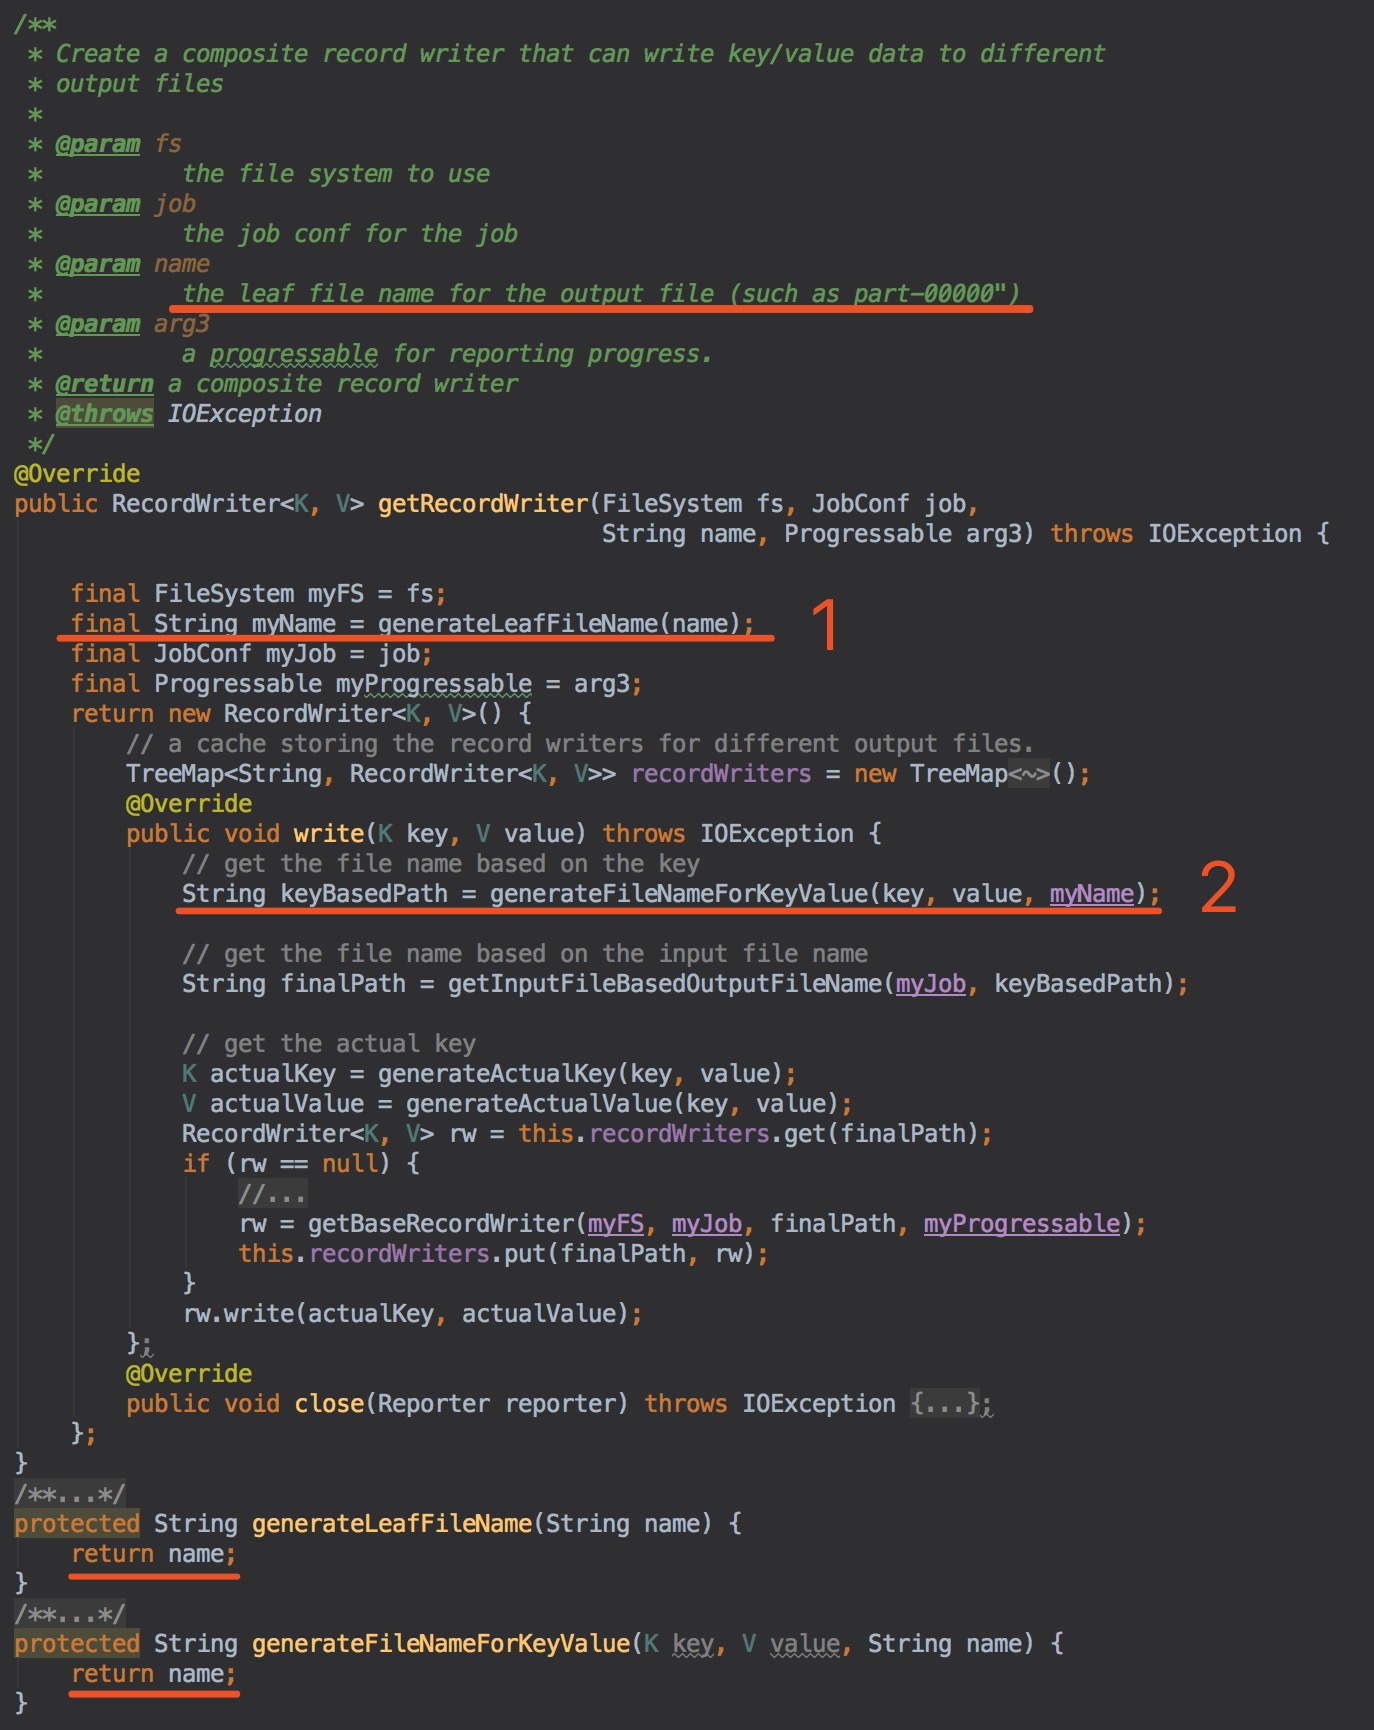 /**
 * Create a composite record writer that can write key/value data to different
 * output files
 *
 * @param fs
 *          the file system to use
 * @param job
 *          the job conf for the job
 * @param name
 *          the leaf file name for the output file (such as part-00000")
 * @param arg3
 *          a progressable for reporting progress.
 * @return a composite record writer
 * @throws IOException
 */
@Override
public RecordWriter<K, V> getRecordWriter(FileSystem fs, JobConf job,
                                          String name, Progressable arg3) throws IOException {

    final FileSystem myFS = fs;
    final String myName = generateLeafFileName(name); 1
    final JobConf myJob = job;
    final Progressable myProgressable = arg3;
    return new RecordWriter<K, V>() {
        // a cache storing the record writers for different output files.
        TreeMap<String, RecordWriter<K, V>> recordWriters = new TreeMap<~>();
        @Override
        public void write(K key, V value) throws IOException {
            // get the file name based on the key
            String keyBasedPath = generateFileNameForKeyValue(key, value, myName); 2

            // get the file name based on the input file name
            String finalPath = getInputFileBasedOutputFileName(myJob, keyBasedPath);

            // get the actual key
            K actualKey = generateActualKey(key, value);
            V actualValue = generateActualValue(key, value);
            RecordWriter<K, V> rw = this.recordWriters.get(finalPath);
            if (rw == null) {
                //...
                rw = getBaseRecordWriter(myFS, myJob, finalPath, myProgressable);
                this.recordWriters.put(finalPath, rw);
            }
            rw.write(actualKey, actualValue);
        };
        @Override
        public void close(Reporter reporter) throws IOException {...};
    };
}
/**...*/
protected String generateLeafFileName(String name) {
    return name;
}
/**...*/
protected String generateFileNameForKeyValue(K key, V value, String name) {
    return name;
}